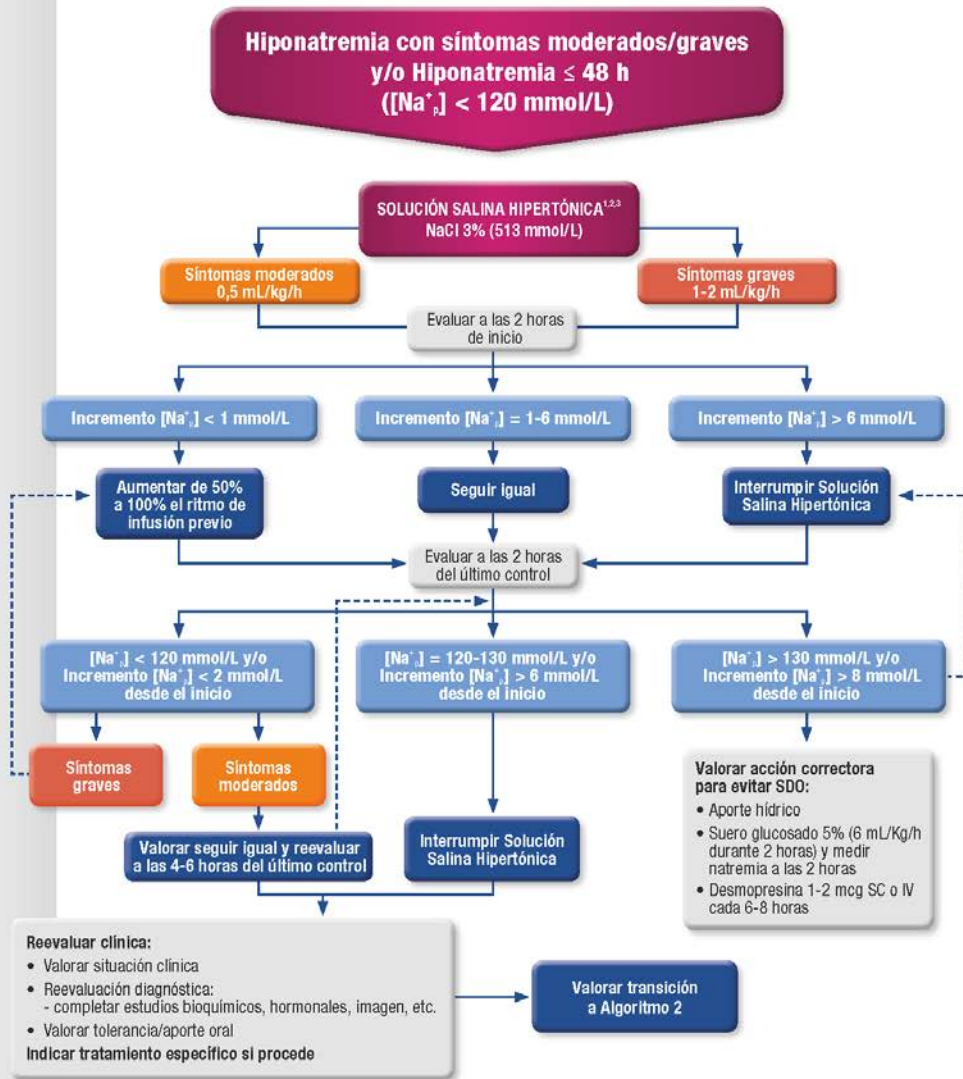 Hiponatremia con síntomas moderados/graves
y/o Hiponatremia ≤ 48 h
([Na⁺ₚ] < 120 mmol/L)
SOLUCIÓN SALINA HIPERTÓNICA¹,²,³
NaCl 3% (513 mmol/L)
Síntomas moderados
0,5 mL/kg/h
Síntomas graves
1-2 mL/kg/h
Evaluar a las 2 horas
de inicio
Incremento [Na⁺ₚ] < 1 mmol/L
Incremento [Na⁺ₚ] = 1-6 mmol/L
Incremento [Na⁺ₚ] > 6 mmol/L
Aumentar de 50%
a 100% el ritmo de
infusión previo
Seguir igual
Interrumpir Solución
Salina Hipertónica
Evaluar a las 2 horas
del último control
[Na⁺ₚ] < 120 mmol/L y/o
Incremento [Na⁺ₚ] < 2 mmol/L
desde el inicio
[Na⁺ₚ] = 120-130 mmol/L y/o
Incremento [Na⁺ₚ] > 6 mmol/L
desde el inicio
[Na⁺ₚ] > 130 mmol/L y/o
Incremento [Na⁺ₚ] > 8 mmol/L
desde el inicio
Síntomas
graves
Síntomas
moderados
Valorar seguir igual y reevaluar
a las 4-6 horas del último control
Interrumpir Solución
Salina Hipertónica
Valorar acción correctora
para evitar SDO:
• Aporte hídrico
• Suero glucosado 5% (6 mL/Kg/h
durante 2 horas) y medir
natremia a las 2 horas
• Desmopresina 1-2 mcg SC o IV
cada 6-8 horas
Reevaluar clínica:
• Valorar situación clínica
• Reevaluación diagnóstica:
- completar estudios bioquímicos, hormonales, imagen, etc.
• Valorar tolerancia/aporte oral
Indicar tratamiento específico si procede
Valorar transición
a Algoritmo 2